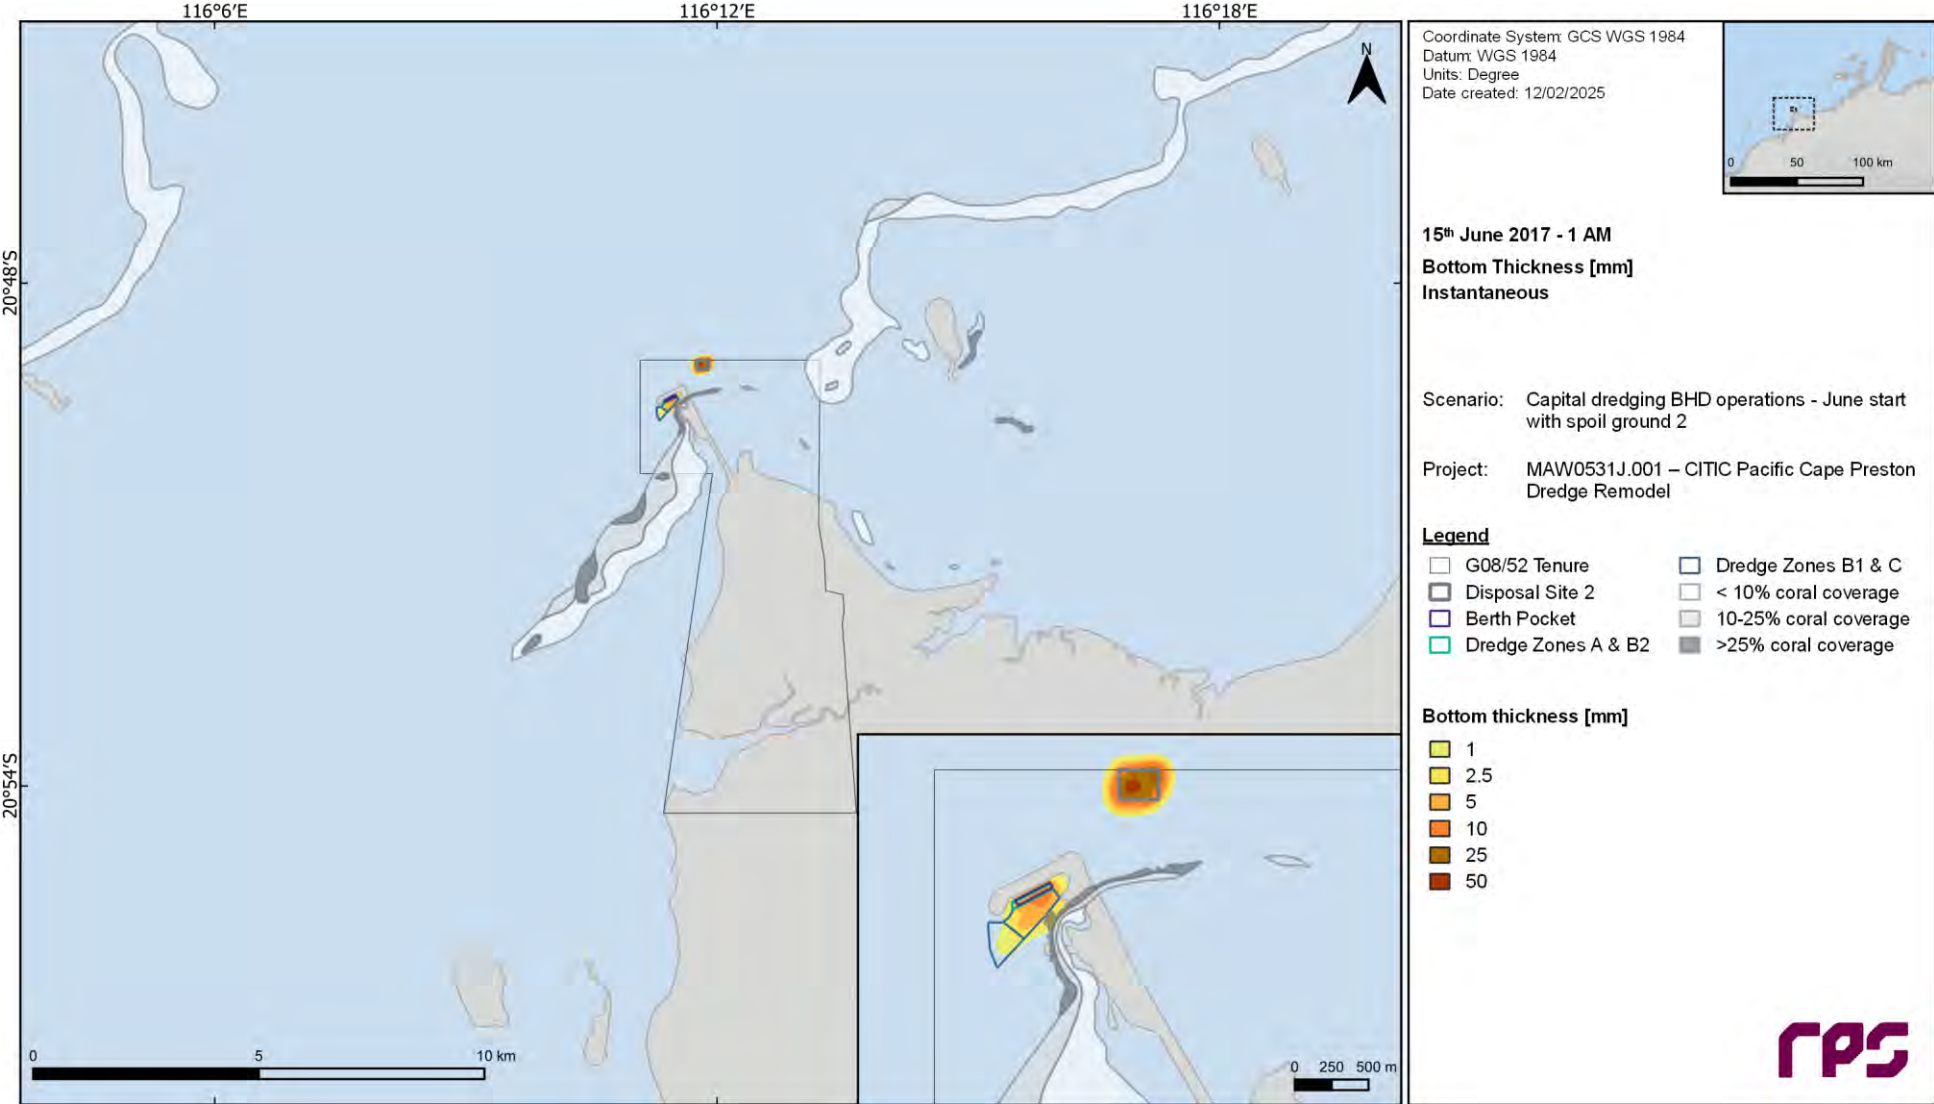 116°6'E
116°12'E
116°18'E
20°48'S
20°54'S
N
0
5
10 km
0
250
500 m
Coordinate System: GCS WGS 1984
Datum: WGS 1984
Units: Degree
Date created: 12/02/2025
0
50
100 km
15th June 2017 - 1 AM
Bottom Thickness [mm]
Instantaneous
Scenario: Capital dredging BHD operations - June start
with spoil ground 2
Project: MAW0531J.001 – CITIC Pacific Cape Preston
Dredge Remodel
Legend
G08/52 Tenure
Disposal Site 2
Berth Pocket
Dredge Zones A & B2
Dredge Zones B1 & C
< 10% coral coverage
10-25% coral coverage
>25% coral coverage
Bottom thickness [mm]
1
2.5
5
10
25
50
rps